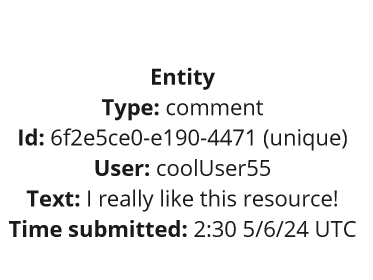 Entity
Type: comment
Id: 6f2e5ce0-e190-4471 (unique)
User: coolUser55
Text: I really like this resource!
Time submitted: 2:30 5/6/24 UTC